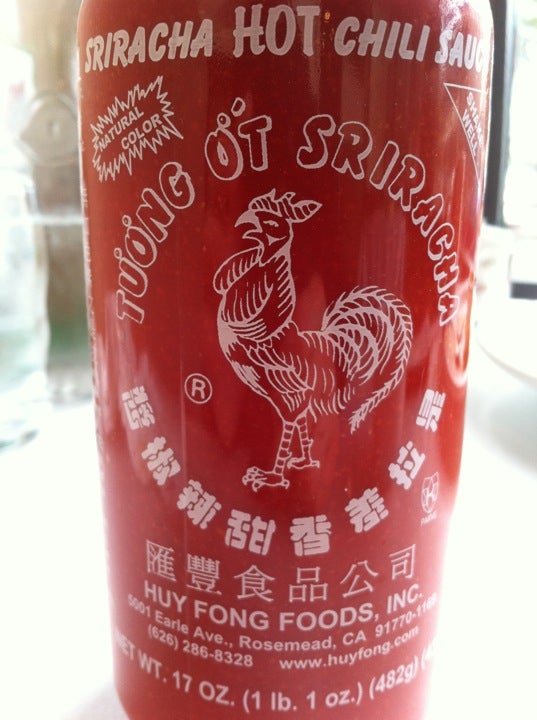 SRIRACHA HOT CHILI SAUC
NATURAL
COLOR
TƯƠNG ỚT SRIRACHA
®
是拉差香甜辣椒醬
匯豐食品公司
HUY FONG FOODS, INC.
5001 Earle Ave., Rosemead, CA 91770-1169
(626) 286-8328 www.huyfong.com
NET WT. 17 OZ. (1 lb. 1 oz.) (482g)